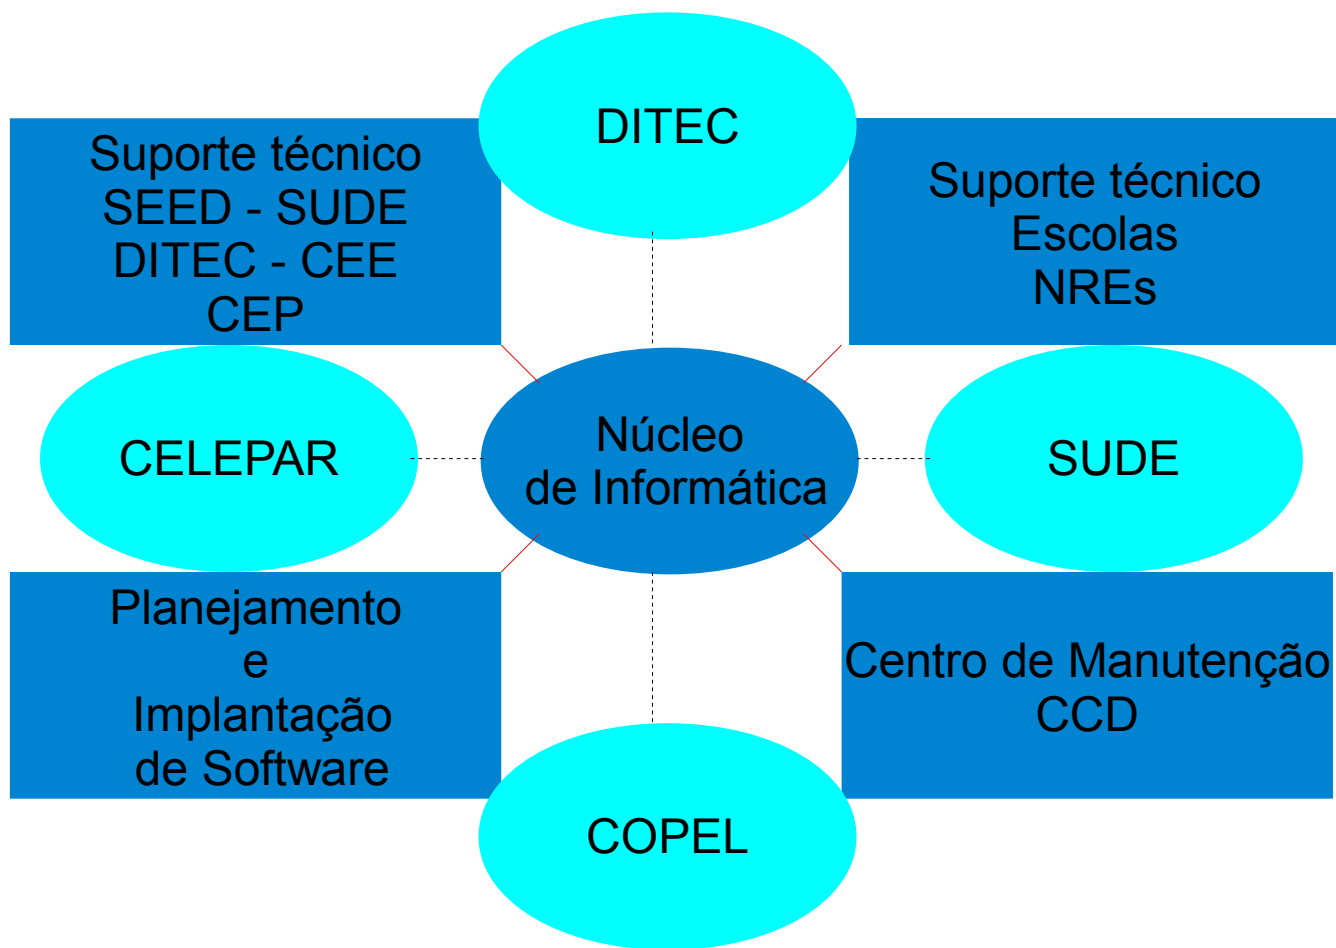 DITEC
Suporte técnico
SEED - SUDE
DITEC - CEE
CEP
Suporte técnico
Escolas
NREs
CELEPAR
Núcleo
de Informática
SUDE
Planejamento
e
Implantação
de Software
Centro de Manutenção
CCD
COPEL